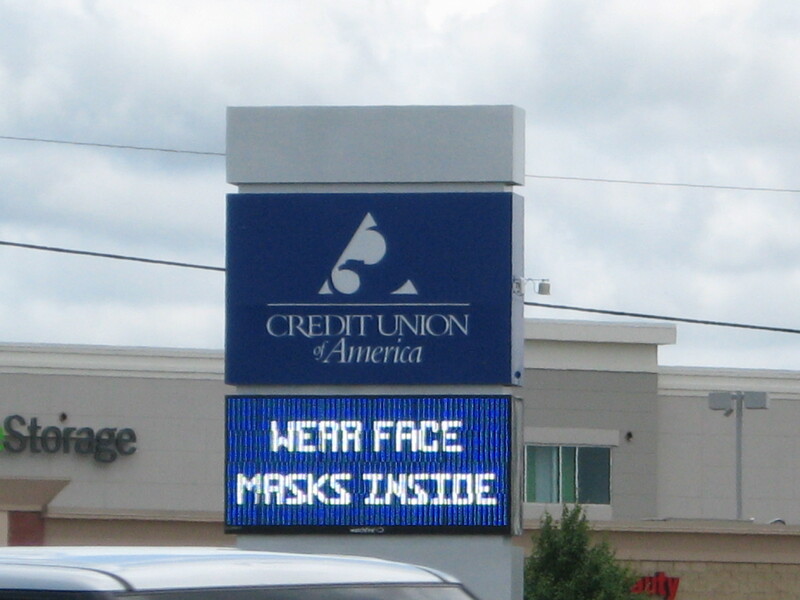 CREDIT UNION
of America
WEAR FACE
MASKS INSIDE
Storage